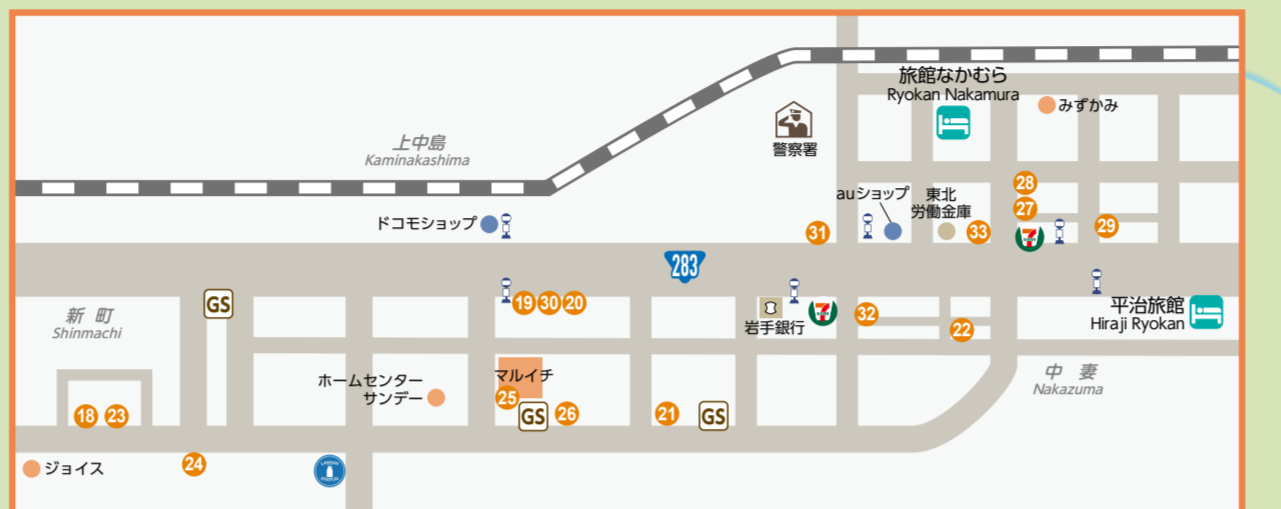 旅館なかむら
Ryokan Nakamura
みずかみ
警察署
上中島
Kaminakashima
auショップ
東北
労働金庫
28
27
ドコモショップ
31
33
29
7
283
19
30
20
GS
新町
Shinmachi
岩手銀行
7
32
22
平治旅館
Hiraji Ryokan
ホームセンター
サンデー
マルイチ
25
中妻
Nakazuma
18
23
GS
26
21
GS
ジョイス
24